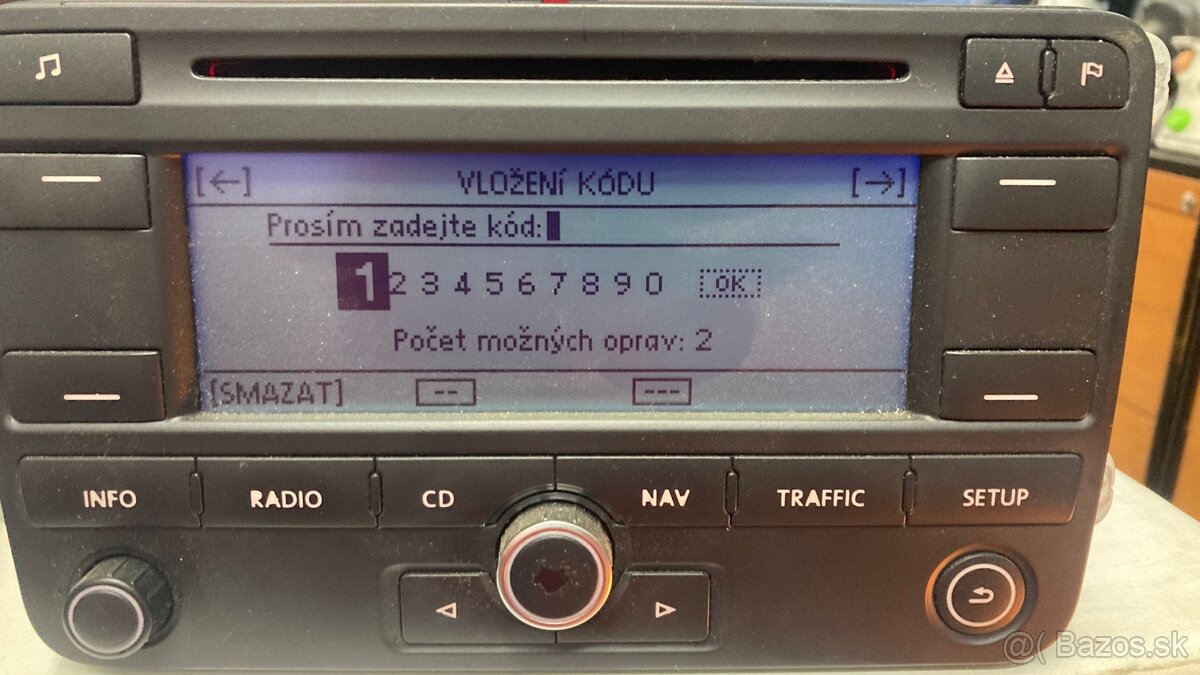 [←] VLOŽENÍ KÓDU [→]
Prosím zadejte kód:
1 2 3 4 5 6 7 8 9 0 OK
Počet možných oprav: 2
[SMAZAT] -- ---
INFO RADIO CD NAV TRAFFIC SETUP
@( Bazos.sk